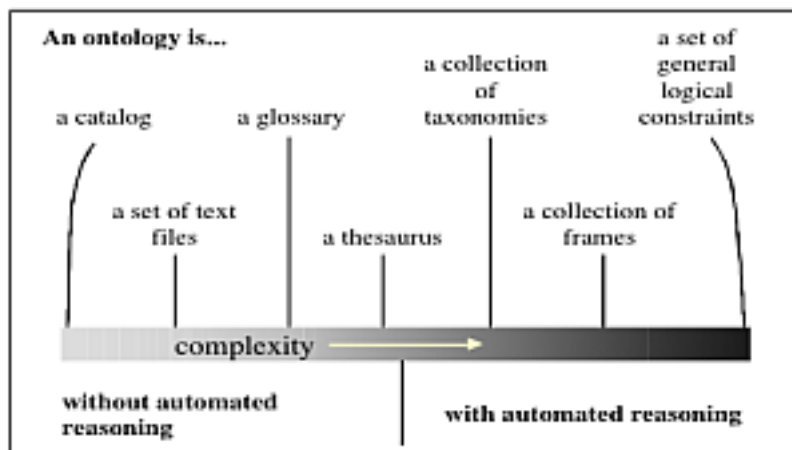 An ontology is...
a catalog
a set of text
files
a glossary
a thesaurus
a collection
of
taxonomies
a collection of
frames
a set of
general
logical
constraints
complexity
without automated
reasoning
with automated reasoning